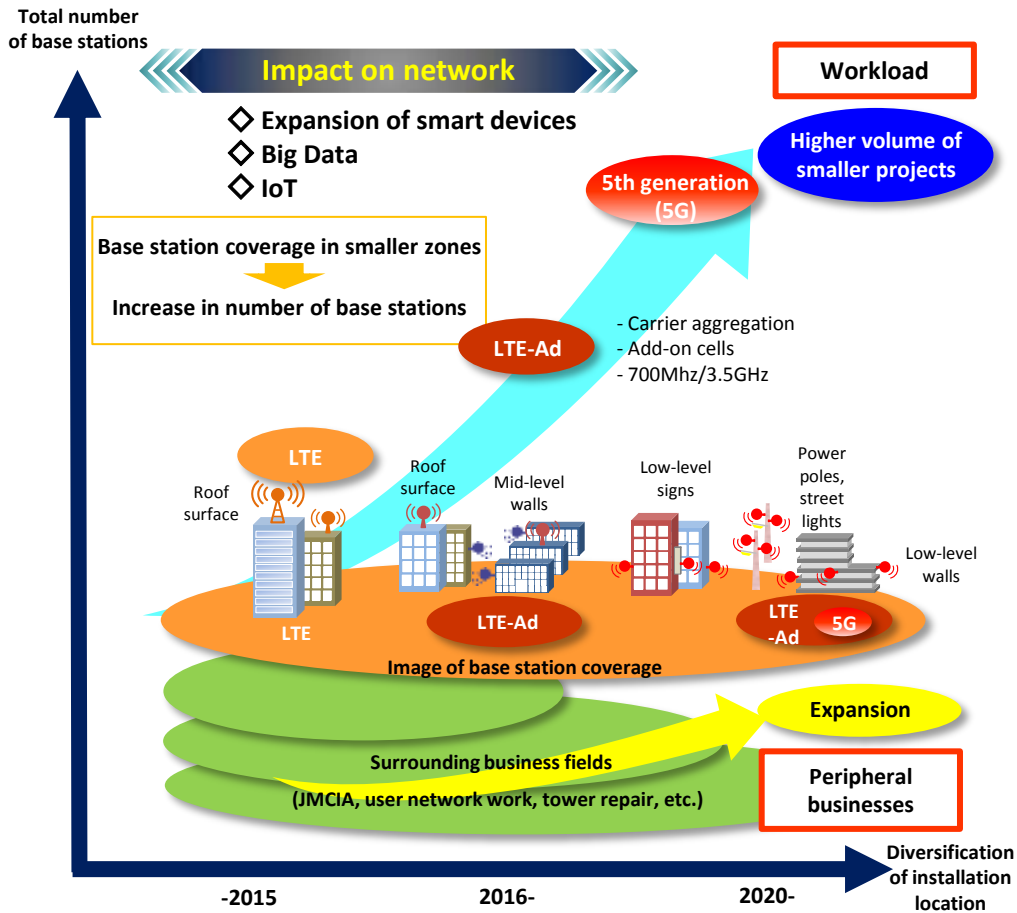 Total number
of base stations
Impact on network
◇ Expansion of smart devices
◇ Big Data
◇ IoT
Workload
Higher volume of
smaller projects
5th generation
(5G)
Base station coverage in smaller zones
Increase in number of base stations
LTE-Ad
- Carrier aggregation
- Add-on cells
- 700Mhz/3.5GHz
LTE
Roof
surface
Roof
surface
Mid-level
walls
Low-level
signs
Power
poles,
street
lights
Low-level
walls
LTE
LTE-Ad
LTE
-Ad
5G
Image of base station coverage
Expansion
Surrounding business fields
(JMCIA, user network work, tower repair, etc.)
Peripheral
businesses
Diversification
of installation
location
-2015
2016-
2020-